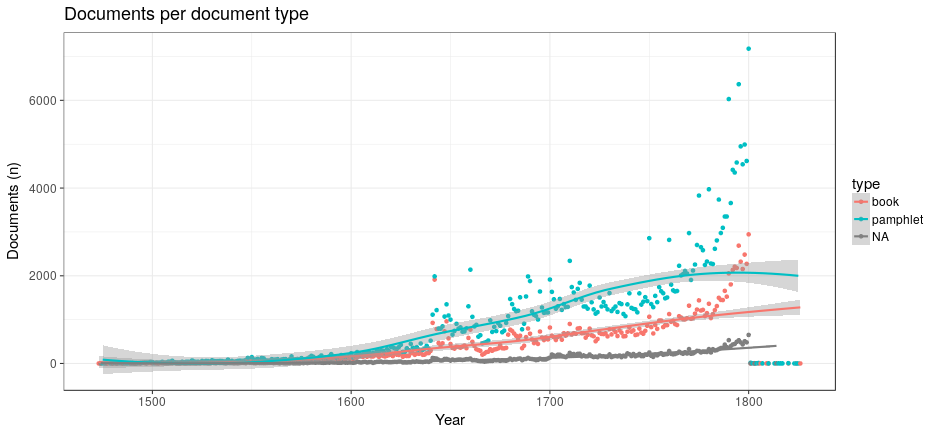 Documents per document type
Documents (n)
6000
4000
2000
0
1500
1600
1700
1800
Year
type
book
pamphlet
NA